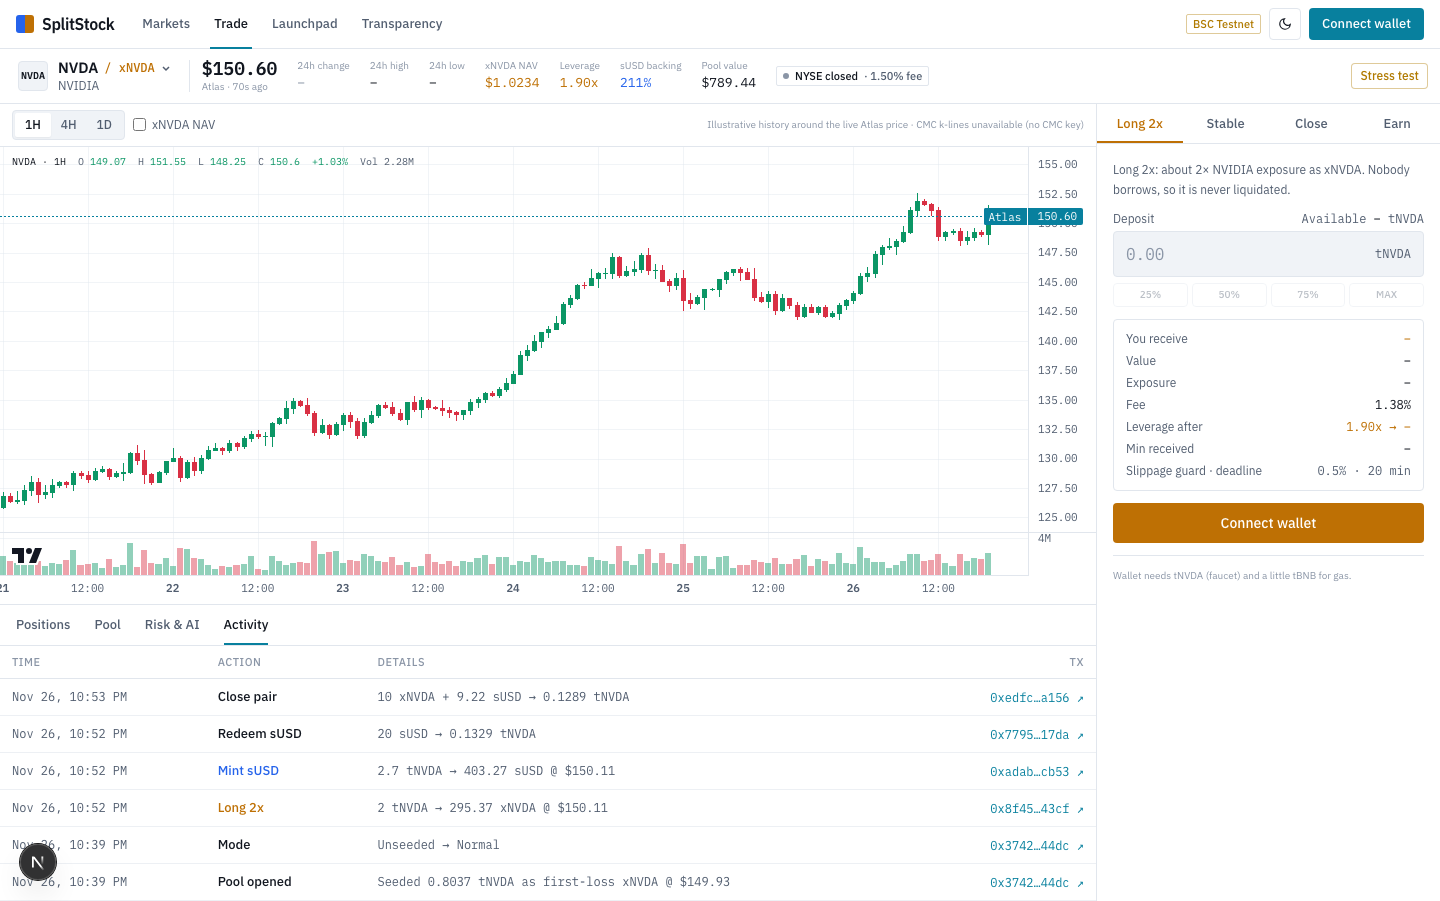 SplitStock Markets Trade Launchpad Transparency BSC Testnet Connect wallet
NVDA NVDA / xNVDA $150.60 24h change 24h high 24h low xNVDA NAV Leverage sUSD backing Pool value NYSE closed · 1.50% fee Stress test
NVIDIA Atlas · 70s ago – – – $1.0234 1.90x 211% $789.44
1H 4H 1D xNVDA NAV Illustrative history around the live Atlas price · CMC k-lines unavailable (no CMC key)
NVDA · 1H O 149.07 H 151.55 L 148.25 C 150.6 +1.03% Vol 2.28M
155.00
152.50
Atlas 150.60
147.50
145.00
142.50
140.00
137.50
135.00
132.50
130.00
127.50
125.00
4M
21 12:00 22 12:00 23 12:00 24 12:00 25 12:00 26 12:00
Long 2x Stable Close Earn
Long 2x: about 2× NVIDIA exposure as xNVDA. Nobody
borrows, so it is never liquidated.
Deposit Available – tNVDA
0.00 tNVDA
25% 50% 75% MAX
You receive –
Value –
Exposure –
Fee 1.38%
Leverage after 1.90x → –
Min received –
Slippage guard · deadline 0.5% · 20 min
Connect wallet
Wallet needs tNVDA (faucet) and a little tBNB for gas.
Positions Pool Risk & AI Activity
TIME ACTION DETAILS TX
Nov 26, 10:53 PM Close pair 10 xNVDA + 9.22 sUSD → 0.1289 tNVDA 0xedfc…a156 ↗
Nov 26, 10:52 PM Redeem sUSD 20 sUSD → 0.1329 tNVDA 0x7795…17da ↗
Nov 26, 10:52 PM Mint sUSD 2.7 tNVDA → 403.27 sUSD @ $150.11 0xadab…cb53 ↗
Nov 26, 10:52 PM Long 2x 2 tNVDA → 295.37 xNVDA @ $150.11 0x8f45…43cf ↗
Nov 26, 10:39 PM Mode Unseeded → Normal 0x3742…44dc ↗
Nov 26, 10:39 PM Pool opened Seeded 0.8037 tNVDA as first-loss xNVDA @ $149.93 0x3742…44dc ↗
N